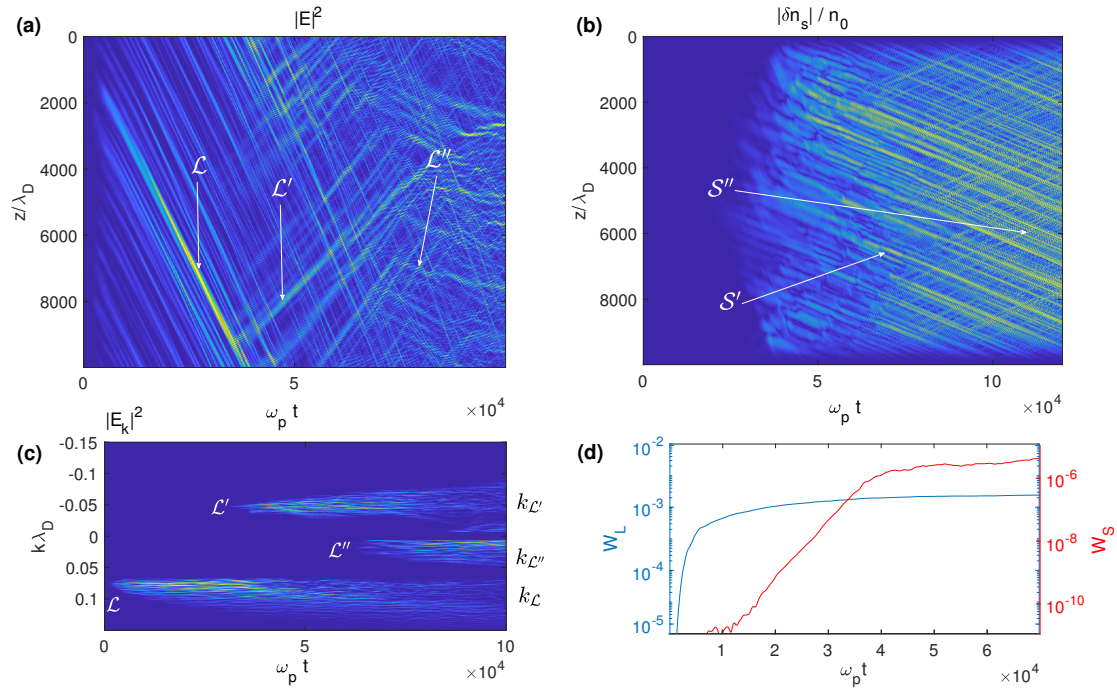 (a)
|E|²
0
2000
4000
6000
8000
z/λ_D
ℒ
ℒ′
ℒ″
0
5
ω_p t
×10⁴
(b)
|δn_s| / n_0
0
2000
4000
6000
8000
z/λ_D
𝒮″
𝒮′
0
5
10
ω_p t
×10⁴
(c)
|E_k|²
-0.15
-0.1
-0.05
0
0.05
0.1
kλ_D
ℒ′
ℒ″
ℒ
k_ℒ′
k_ℒ″
k_ℒ
0
5
10
ω_p t
×10⁴
(d)
10⁻²
10⁻³
10⁻⁴
10⁻⁵
W_L
10⁻⁶
10⁻⁸
10⁻¹⁰
W_S
0
2
4
6
ω_p t
×10⁴